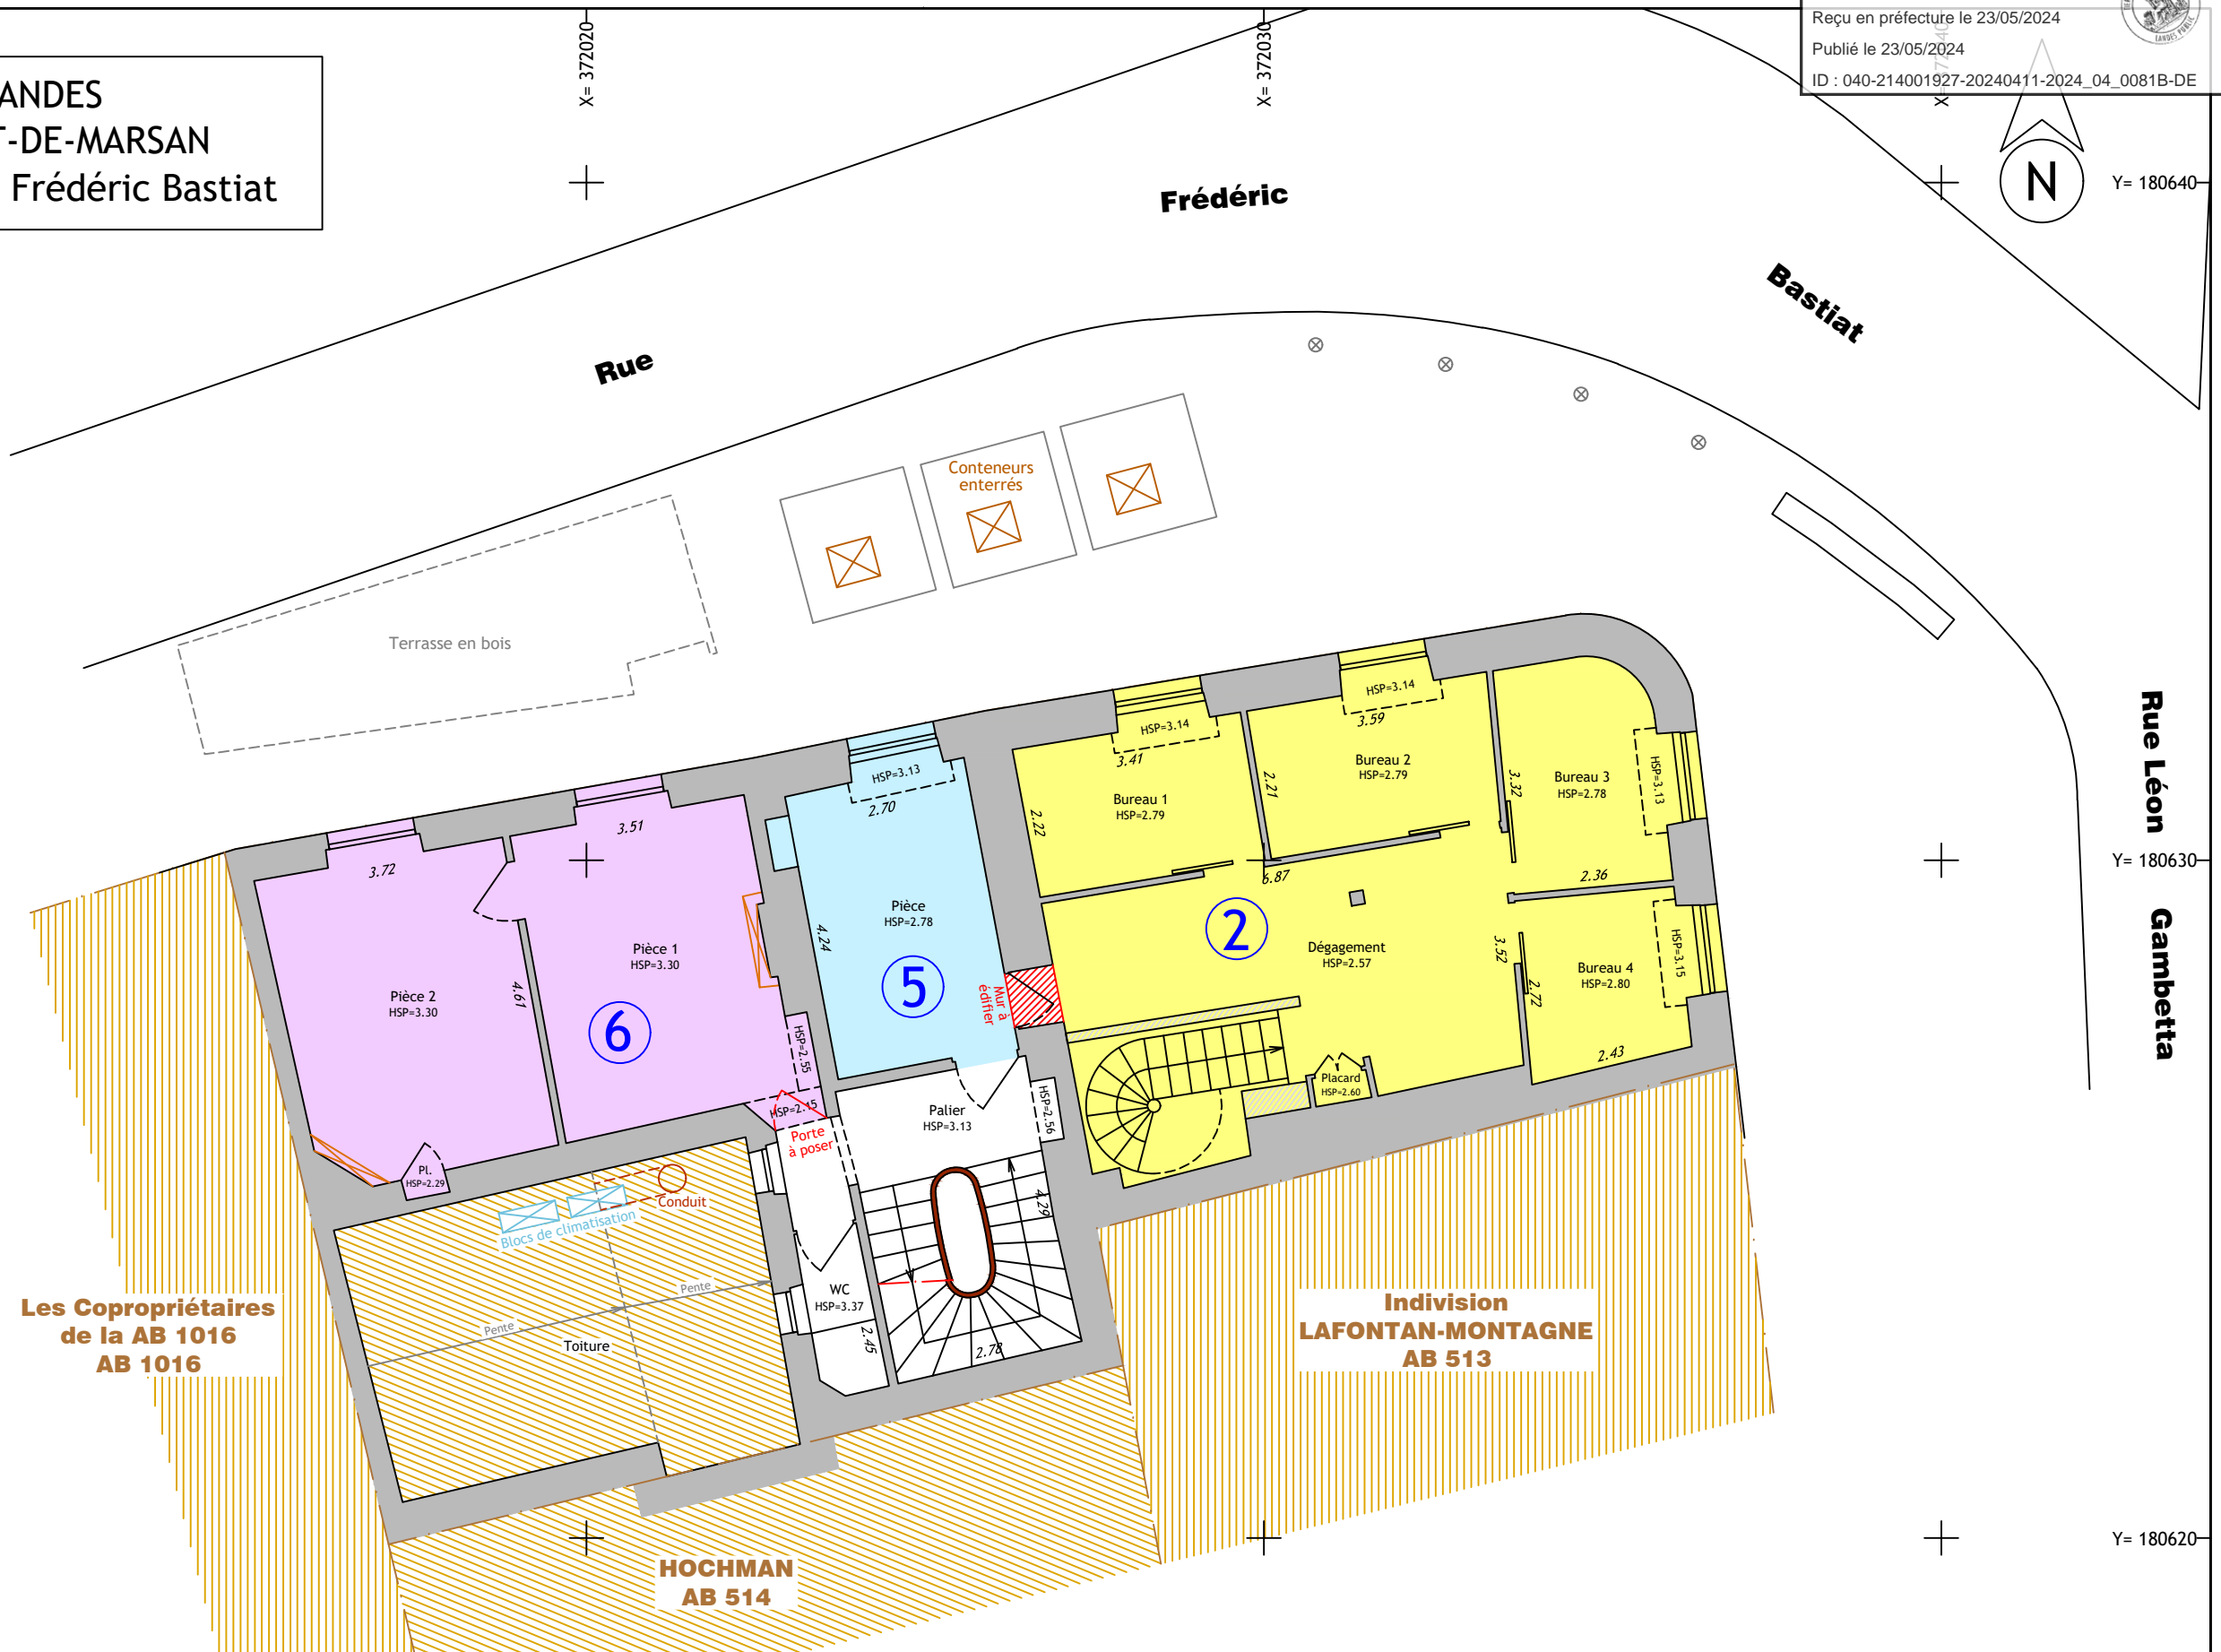 Reçu en préfecture le 23/05/2024
Publié le 23/05/2024
ID : 040-214001927-20240411-2024_04_0081B-DE
LANDES PUBLIC
ANDES
T-DE-MARSAN
Frédéric Bastiat
X= 372020
X= 372030
X= 372040
N
Y= 180640
Frédéric
Bastiat
Rue
Conteneurs
enterrés
Terrasse en bois
Rue Léon
Gambetta
HSP=3.14
3.59
HSP=3.14
3.41
HSP=3.13
2.70
Bureau 2
HSP=2.79
2.21
3.32
Bureau 3
HSP=2.78
HSP=3.13
Bureau 1
HSP=2.79
2.22
3.51
3.72
6.87
2.36
Y= 180630
Pièce
HSP=2.78
4.24
5
2
Dégagement
HSP=2.57
3.52
Bureau 4
HSP=2.80
HSP=3.15
2.72
2.43
Pièce 1
HSP=3.30
Pièce 2
HSP=3.30
4.61
6
Mur à
édifier
HSP=2.55
HSP=2.15
Porte
à poser
Palier
HSP=3.13
HSP=2.56
Placard
HSP=2.60
Pl.
HSP=2.29
Conduit
Blocs de climatisation
4.29
Pente
Pente
Toiture
WC
HSP=3.37
2.45
2.78
Les Copropriétaires
de la AB 1016
AB 1016
Indivision
LAFONTAN-MONTAGNE
AB 513
Y= 180620
HOCHMAN
AB 514